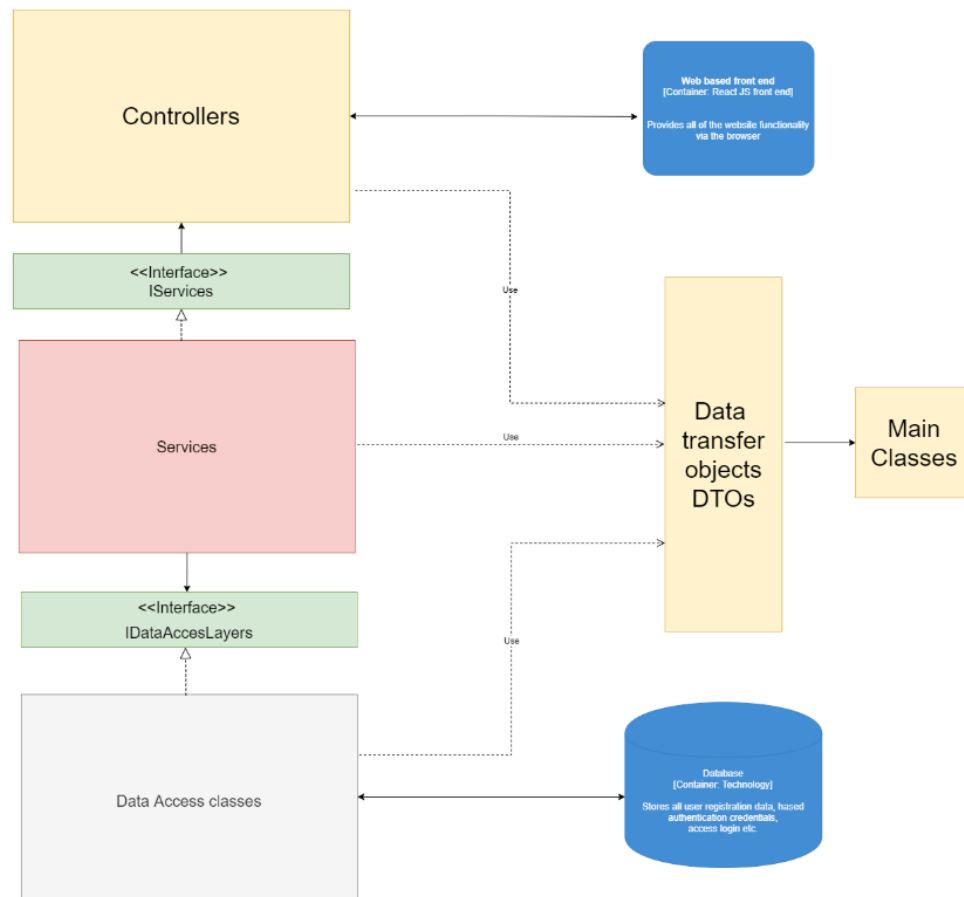 Controllers
Web based front end
[Container: React JS front end]
Provides all of the website functionality
via the browser
<<Interface>>
IServices
Use
Services
Use
Data
transfer
objects
DTOs
Main
Classes
<<Interface>>
IDataAccesLayers
Use
Data Access classes
Database
[Container: Technology]
Stores all user registration data, hased
authentication credentials,
access login etc.